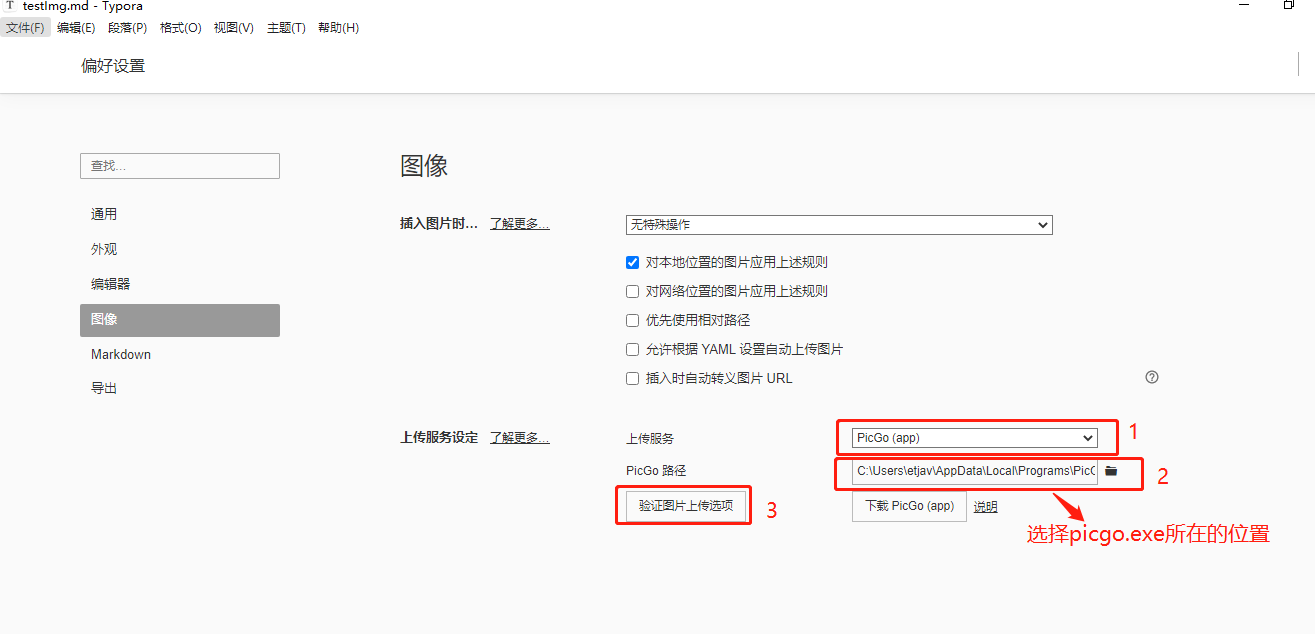 T testImg.md - Typora
文件(F) 编辑(E) 段落(P) 格式(O) 视图(V) 主题(T) 帮助(H)
偏好设置
查找...
通用
外观
编辑器
图像
Markdown
导出
图像
插入图片时... 了解更多... 无特殊操作
对本地位置的图片应用上述规则
对网络位置的图片应用上述规则
优先使用相对路径
允许根据 YAML 设置自动上传图片
插入时自动转义图片 URL ?
上传服务设定 了解更多... 上传服务 PicGo (app) 1
PicGo 路径 C:\Users\etjav\AppData\Local\Programs\Pic 2
验证图片上传选项 3 下载 PicGo (app) 说明
选择picgo.exe所在的位置